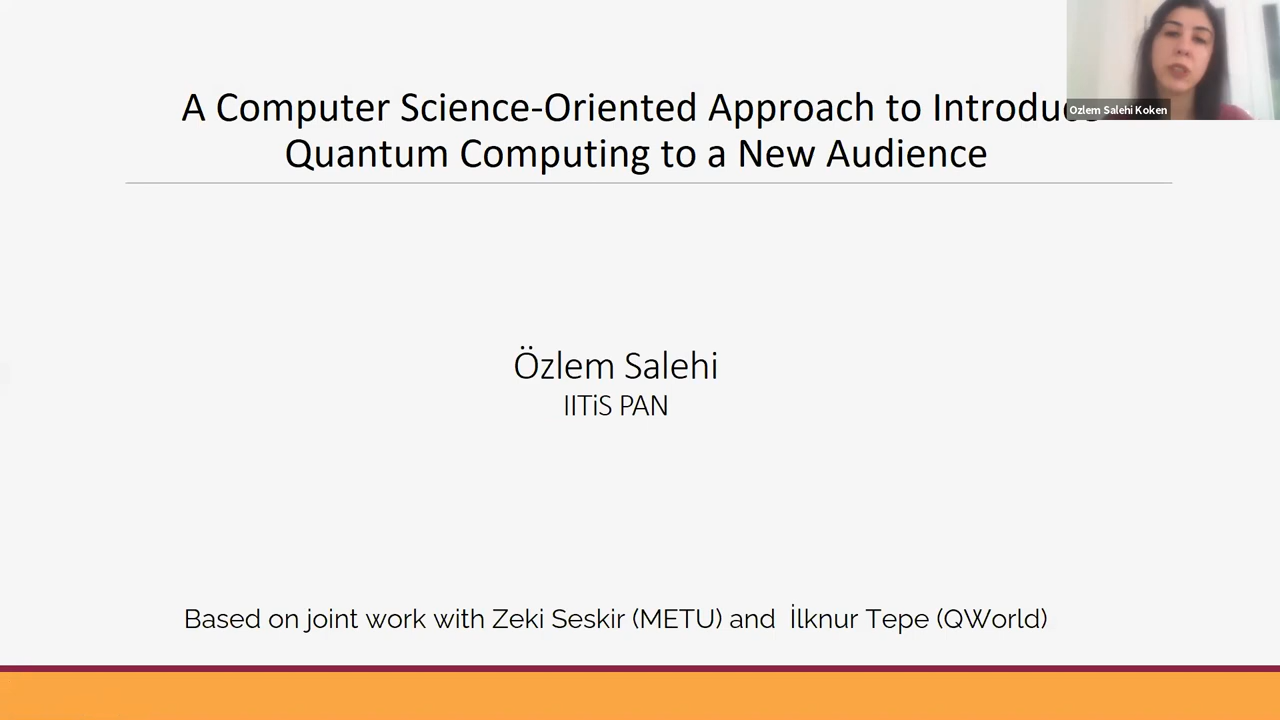 A Computer Science-Oriented Approach to Introduce
Ozlem Salehi Koken
Quantum Computing to a New Audience
Özlem Salehi
IITiS PAN
Based on joint work with Zeki Seskir (METU) and İlknur Tepe (QWorld)